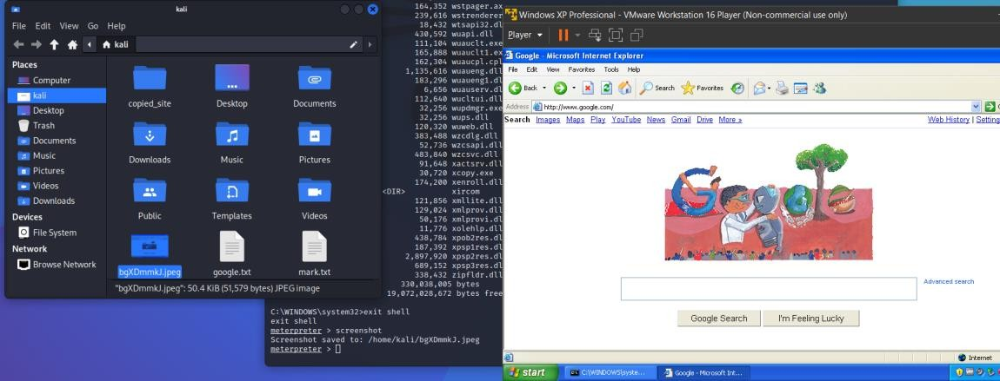 kali
File Edit View Go Help
kali
Places
Computer
kali
Desktop
Trash
Documents
Music
Pictures
Videos
Downloads
Devices
File System
Network
Browse Network
copied_site
Desktop
Documents
Downloads
Music
Pictures
Public
Templates
Videos
bgXDmmkJ.jpeg
google.txt
mark.txt
"bgXDmmkJ.jpeg": 50.4 KiB (51,579 bytes) JPEG image
164,352 wstpager.ax
239,616 wstrenderer
18,432 wtsapi32.dl
430,592 wuapi.dll
111,104 wuauclt.exe
165,888 wuauclt1.ex
162,304 wuaucpl.cpl
1,135,616 wuaueng.dll
183,296 wuaueng1.dl
6,656 wuauserv.dl
112,640 wucltui.dll
32,256 wupdmgr.exe
32,256 wups.dll
120,320 wuweb.dll
383,488 wzcdlg.dll
52,736 wzcsapi.dll
483,840 wzcsvc.dll
91,648 xactsrv.dll
30,720 xcopy.exe
174,200 xenroll.dll
<DIR> xircom
121,856 xmllite.dll
129,024 xmlprov.dll
50,176 xmlprovi.dl
11,776 xolehlp.dll
438,784 xpob2res.dl
187,392 xpsp1res.dl
2,897,920 xpsp2res.dl
689,152 xpsp3res.dl
338,432 zipfldr.dll
330,038,005 bytes
19,072,028,672 bytes free
C:\WINDOWS\system32>exit shell
exit shell
meterpreter > screenshot
Screenshot saved to: /home/kali/bgXDmmkJ.jpeg
meterpreter >
Windows XP Professional - VMware Workstation 16 Player (Non-commercial use only)
Player
Google - Microsoft Internet Explorer
File Edit View Favorites Tools Help
Back Search Favorites
Address http://www.google.com/
Search Images Maps Play YouTube News Gmail Drive More » Web History | Setting
Google
Advanced search
Google Search I'm Feeling Lucky
Internet
start C:\WINDOWS\syste... Google - Microsoft Int...